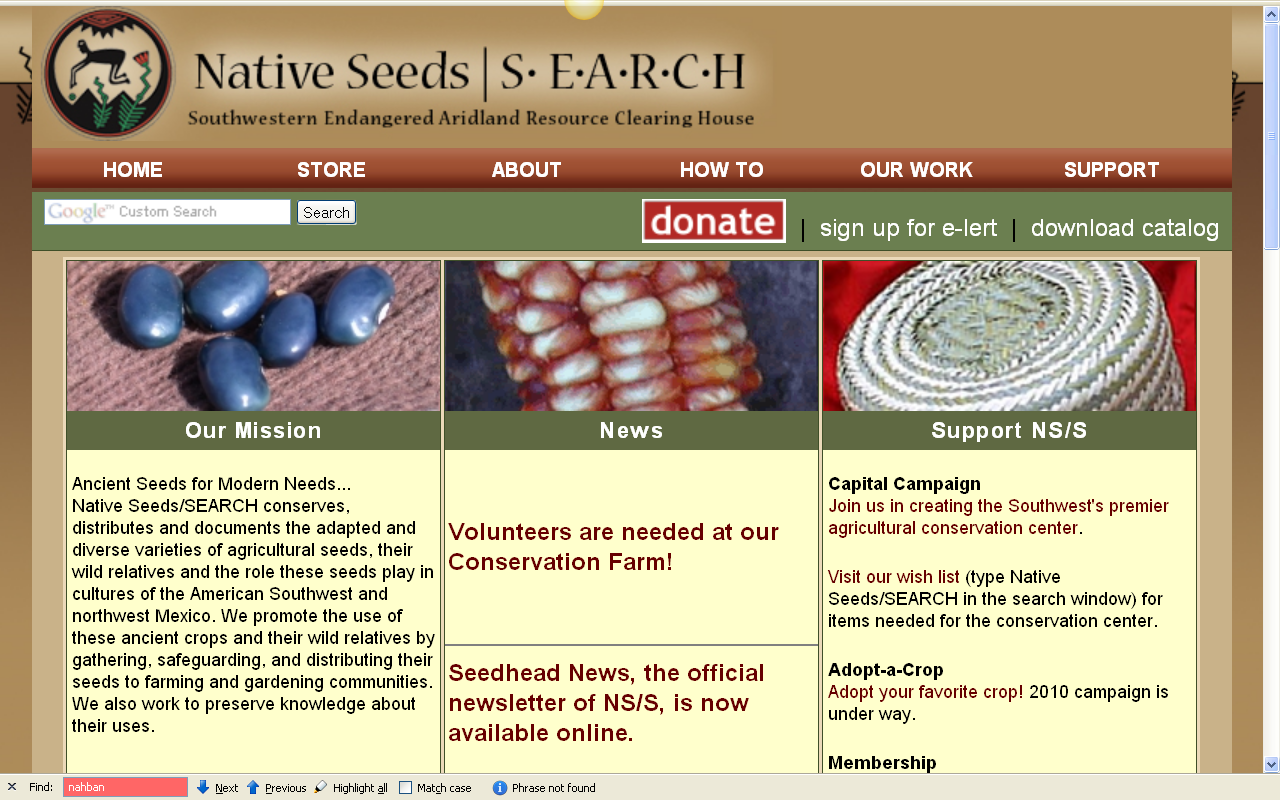 Native Seeds | S· E·A·R·C·H
Southwestern Endangered Aridland Resource Clearing House
HOME STORE ABOUT HOW TO OUR WORK SUPPORT
Google™ Custom Search Search
donate | sign up for e-lert | download catalog
Our Mission
Ancient Seeds for Modern Needs...
Native Seeds/SEARCH conserves,
distributes and documents the adapted and
diverse varieties of agricultural seeds, their
wild relatives and the role these seeds play in
cultures of the American Southwest and
northwest Mexico. We promote the use of
these ancient crops and their wild relatives by
gathering, safeguarding, and distributing their
seeds to farming and gardening communities.
We also work to preserve knowledge about
their uses.
News
Volunteers are needed at our
Conservation Farm!
Seedhead News, the official
newsletter of NS/S, is now
available online.
Support NS/S
Capital Campaign
Join us in creating the Southwest's premier
agricultural conservation center.
Visit our wish list (type Native
Seeds/SEARCH in the search window) for
items needed for the conservation center.
Adopt-a-Crop
Adopt your favorite crop! 2010 campaign is
under way.
Membership
Find: nahban Next Previous Highlight all Match case Phrase not found